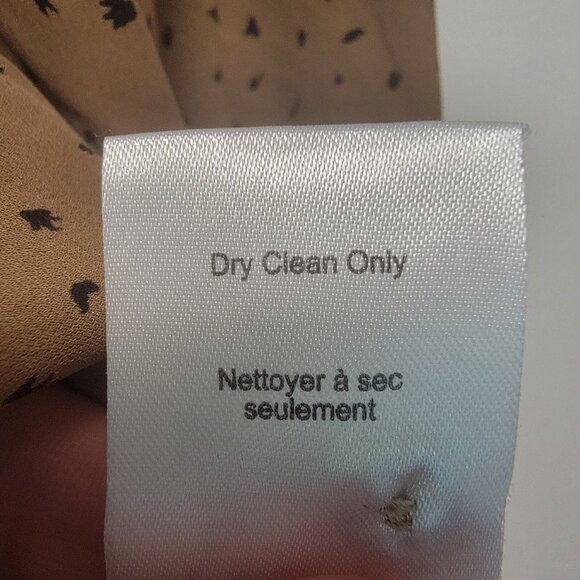 Dry Clean Only
Nettoyer à sec
seulement